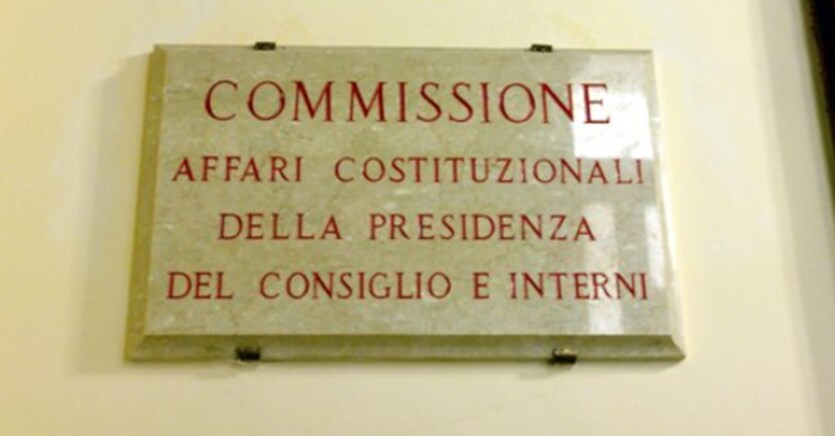 COMMISSIONE
AFFARI COSTITUZIONALI
DELLA PRESIDENZA
DEL CONSIGLIO E INTERNI